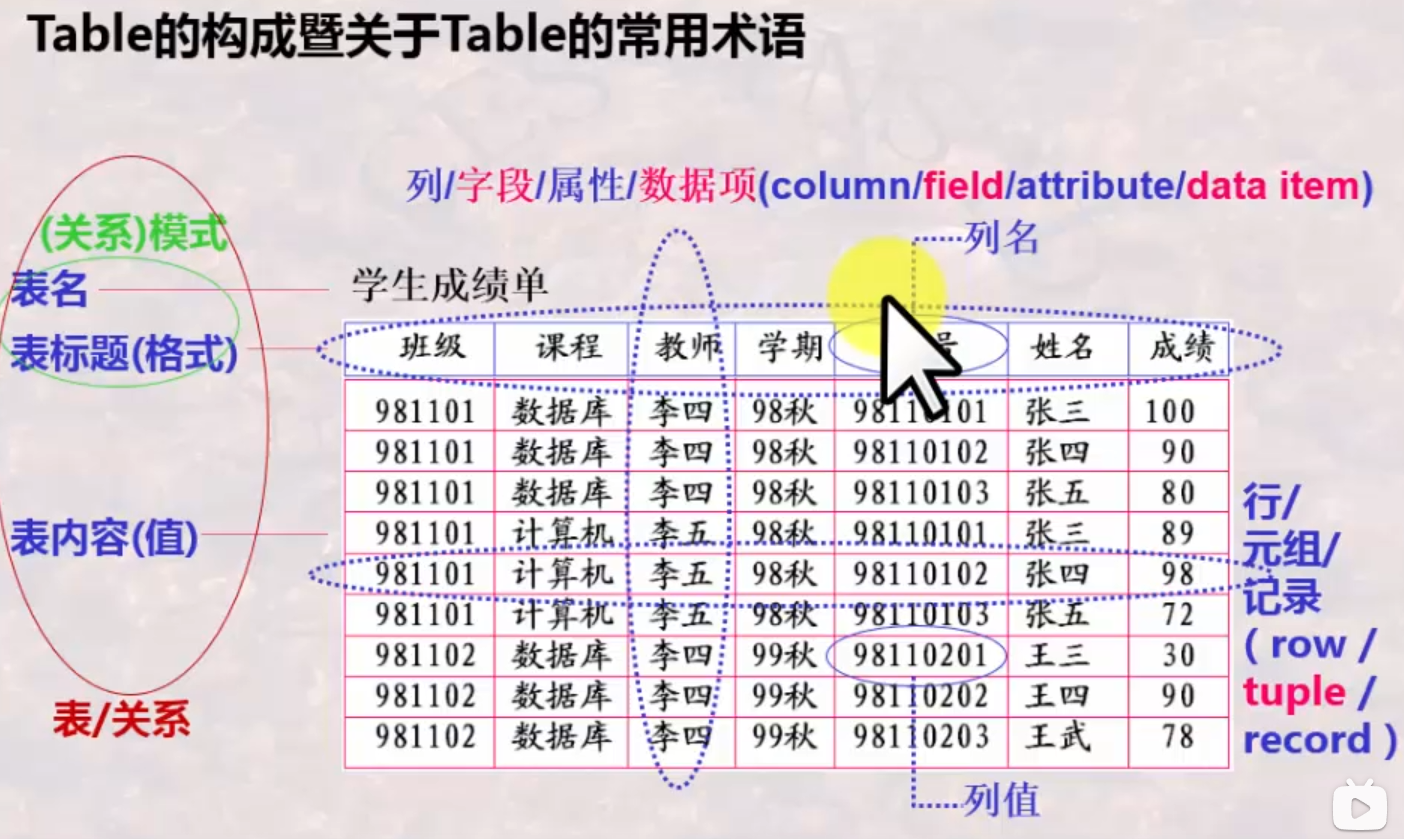 Table的构成暨关于Table的常用术语
列/字段/属性/数据项(column/field/attribute/data item)
列名
(关系)模式
表名
学生成绩单
表标题(格式)
班级 课程 教师 学期 号 姓名 成绩
981101 数据库 李四 98秋 98110101 张三 100
981101 数据库 李四 98秋 98110102 张四 90
981101 数据库 李四 98秋 98110103 张五 80
981101 计算机 李五 98秋 98110101 张三 89
981101 计算机 李五 98秋 98110102 张四 98
981101 计算机 李五 98秋 98110103 张五 72
981102 数据库 李四 99秋 98110201 王三 30
981102 数据库 李四 99秋 98110202 王四 90
981102 数据库 李四 99秋 98110203 王武 78
表内容(值)
表/关系
行/
元组/
记录
( row /
tuple /
record )
列值